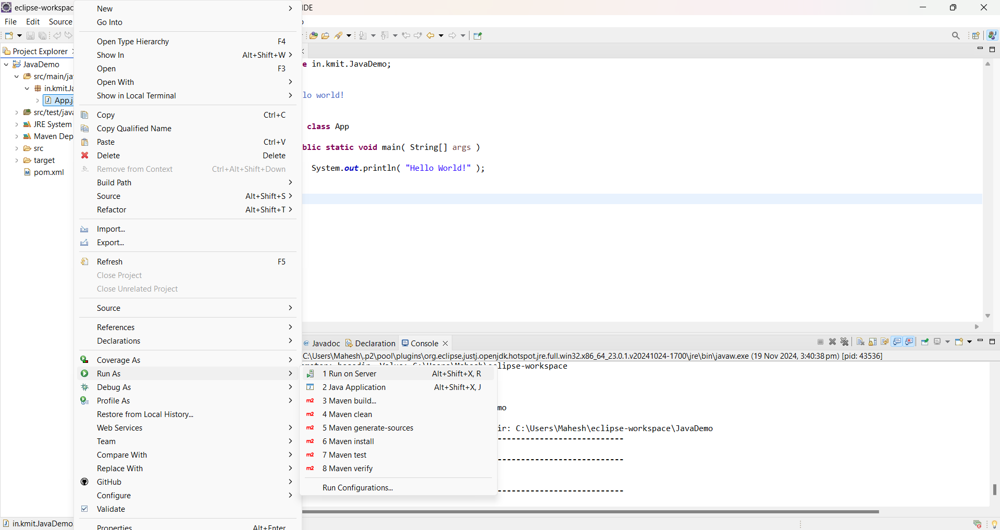 eclipse-workspac
IDE
File Edit Source
Project Explorer
JavaDemo
src/main/ja
in.kmit.Ja
App.j
src/test/java
JRE System
Maven Dep
src
target
pom.xml
New
Go Into
Open Type Hierarchy F4
Show In Alt+Shift+W
Open F3
Open With
Show in Local Terminal
Copy Ctrl+C
Copy Qualified Name
Paste Ctrl+V
Delete Delete
Remove from Context Ctrl+Alt+Shift+Down
Build Path
Source Alt+Shift+S
Refactor Alt+Shift+T
Import...
Export...
Refresh F5
Close Project
Close Unrelated Project
Source
References
Declarations
Coverage As
Run As
Debug As
Profile As
Restore from Local History...
Web Services
Team
Compare With
Replace With
GitHub
Configure
Validate
Properties Alt+Enter
e in.kmit.JavaDemo;
lo world!
class App
blic static void main( String[] args )
System.out.println( "Hello World!" );
@ Javadoc Declaration Console
C:\Users\Mahesh\.p2\pool\plugins\org.eclipse.justj.openjdk.hotspot.jre.full.win32.x86_64_23.0.1.v20241024-1700\jre\bin\javaw.exe (19 Nov 2024, 3:40:38 pm) [pid: 43536]
lipse-workspace
1 Run on Server Alt+Shift+X, R
2 Java Application Alt+Shift+X, J
m2 3 Maven build...
m2 4 Maven clean
m2 5 Maven generate-sources
m2 6 Maven install
m2 7 Maven test
m2 8 Maven verify
Run Configurations...
mo
ir: C:\Users\Mahesh\eclipse-workspace\JavaDemo
---------------------------
---------------------------
---------------------------
in.kmit.JavaDemo